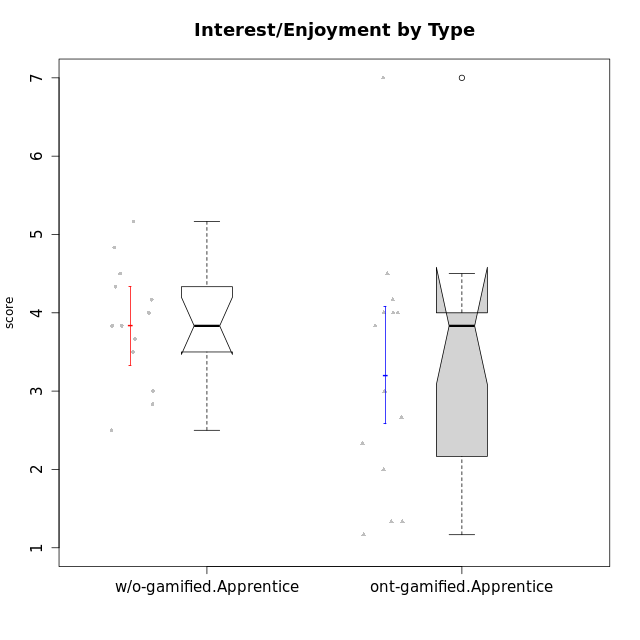 Interest/Enjoyment by Type
7
6
5
4
3
2
1
score
w/o-gamified.Apprentice
ont-gamified.Apprentice